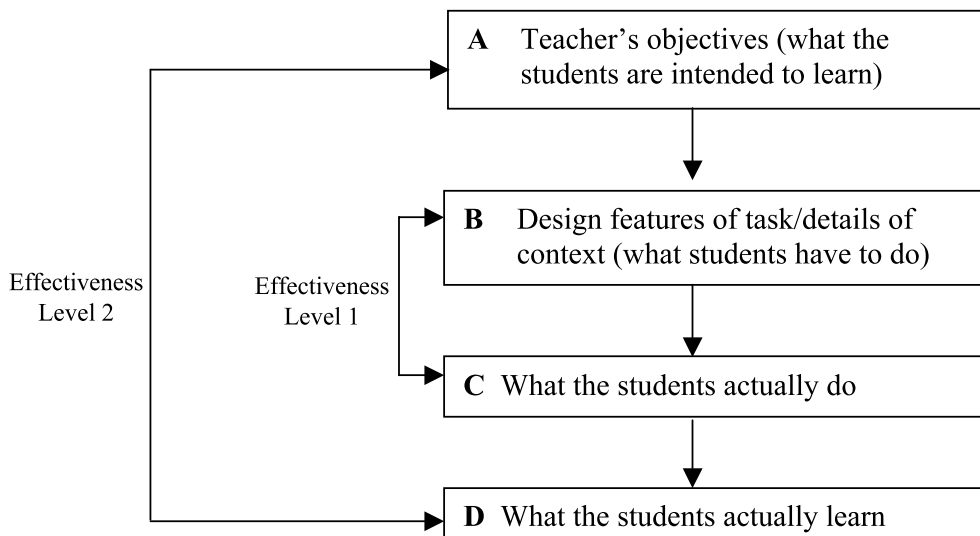 A Teacher’s objectives (what the
students are intended to learn)
B Design features of task/details of
context (what students have to do)
Effectiveness
Level 2
Effectiveness
Level 1
C What the students actually do
D What the students actually learn